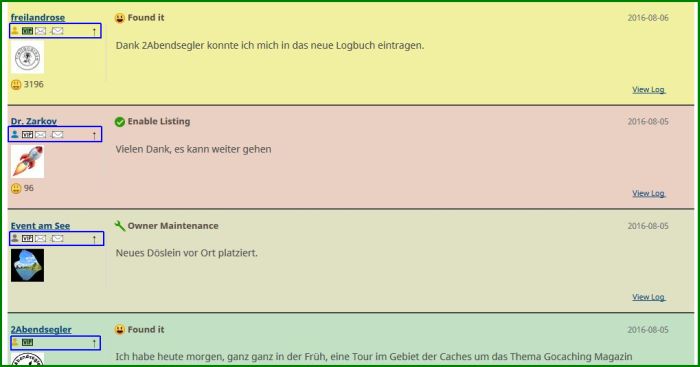 freilandrose
Found it
2016-08-06
VIP
Dank 2Abendsegler konnte ich mich in das neue Logbuch eintragen.
3196
View Log
Dr. Zarkov
Enable Listing
2016-08-05
VIP
Vielen Dank, es kann weiter gehen
96
View Log
Event am See
Owner Maintenance
2016-08-05
VIP
Neues Döslein vor Ort platziert.
View Log
2Abendsegler
Found it
2016-08-05
VIP
Ich habe heute morgen, ganz ganz in der Früh, eine Tour im Gebiet der Caches um das Thema Gocaching Magazin